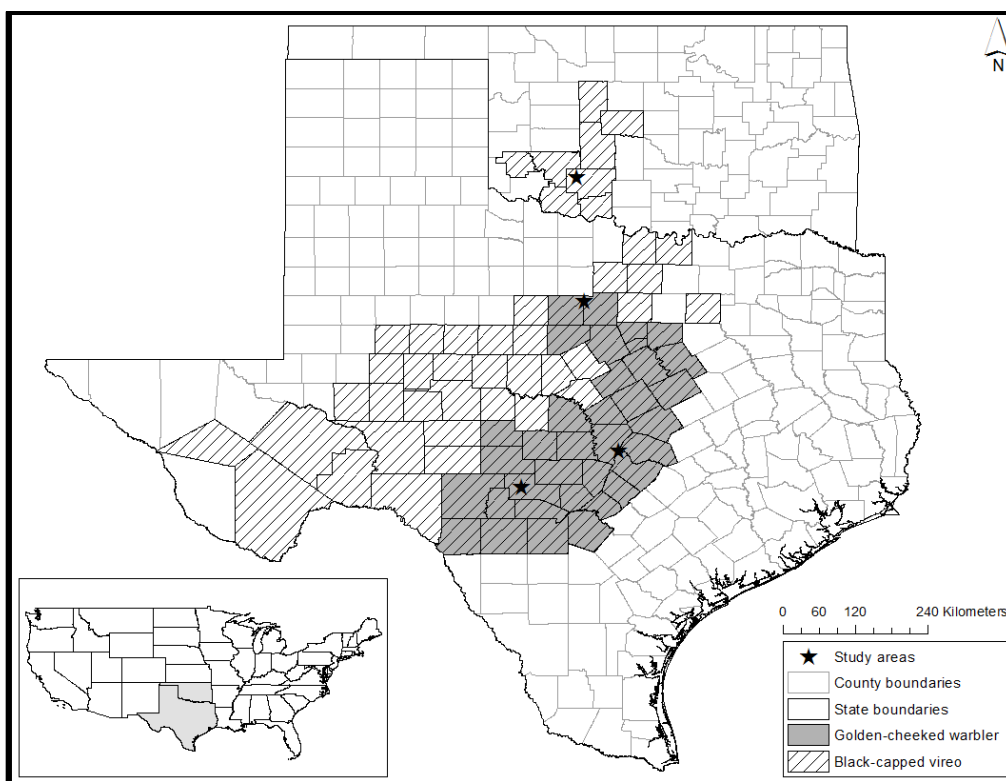 N
0 60 120 240 Kilometers
Study areas
County boundaries
State boundaries
Golden-cheeked warbler
Black-capped vireo